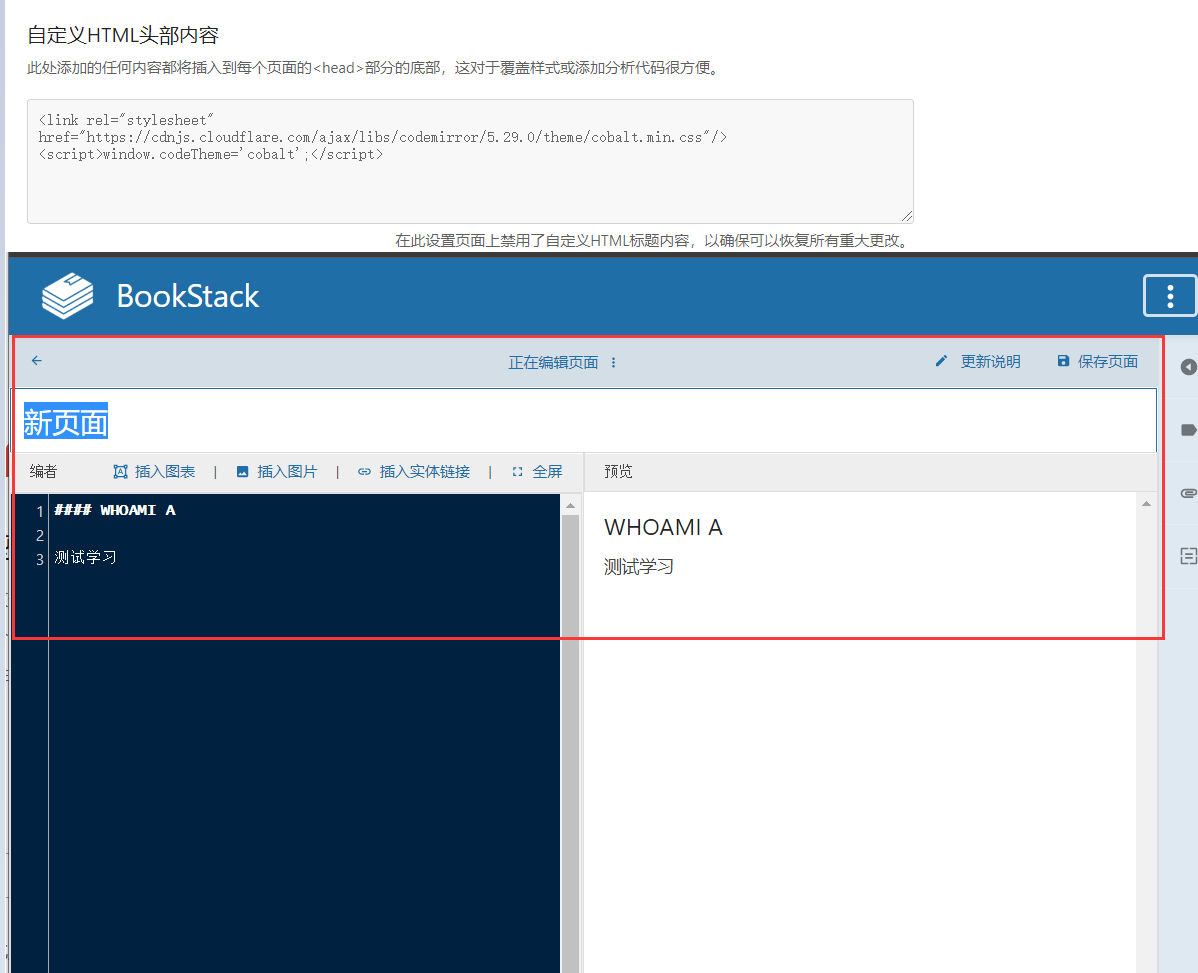 自定义HTML头部内容
此处添加的任何内容都将插入到每个页面的<head>部分的底部，这对于覆盖样式或添加分析代码很方便。
<link rel="stylesheet"
href="https://cdnjs.cloudflare.com/ajax/libs/codemirror/5.29.0/theme/cobalt.min.css"/>
<script>window.codeTheme='cobalt';</script>
在此设置页面上禁用了自定义HTML标题内容，以确保可以恢复所有重大更改。
BookStack
正在编辑页面 更新说明 保存页面
新页面
编者 插入图表 | 插入图片 | 插入实体链接 | 全屏 预览
1 #### WHOAMI A
2
3 测试学习
WHOAMI A
测试学习